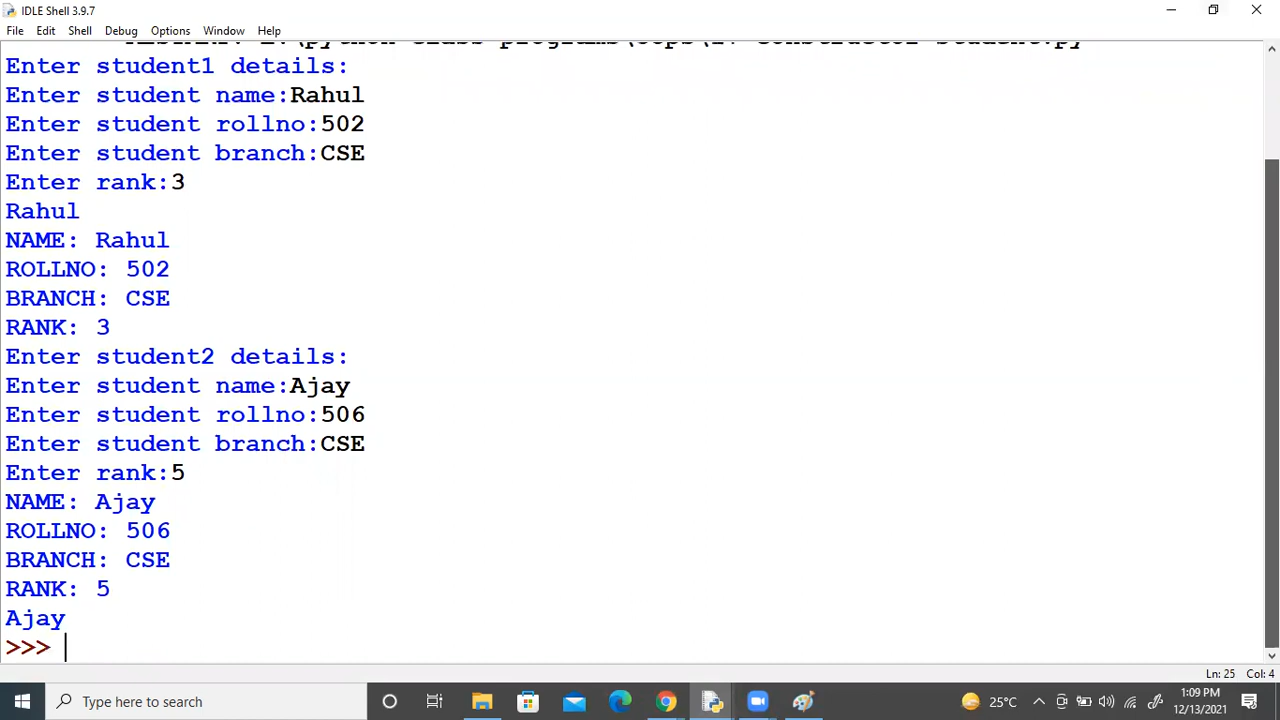 IDLE Shell 3.9.7
File Edit Shell Debug Options Window Help
Enter student1 details:
Enter student name:Rahul
Enter student rollno:502
Enter student branch:CSE
Enter rank:3
Rahul
NAME: Rahul
ROLLNO: 502
BRANCH: CSE
RANK: 3
Enter student2 details:
Enter student name:Ajay
Enter student rollno:506
Enter student branch:CSE
Enter rank:5
NAME: Ajay
ROLLNO: 506
BRANCH: CSE
RANK: 5
Ajay
>>>
Ln: 25 Col: 4
Type here to search
25°C
1:09 PM
12/13/2021